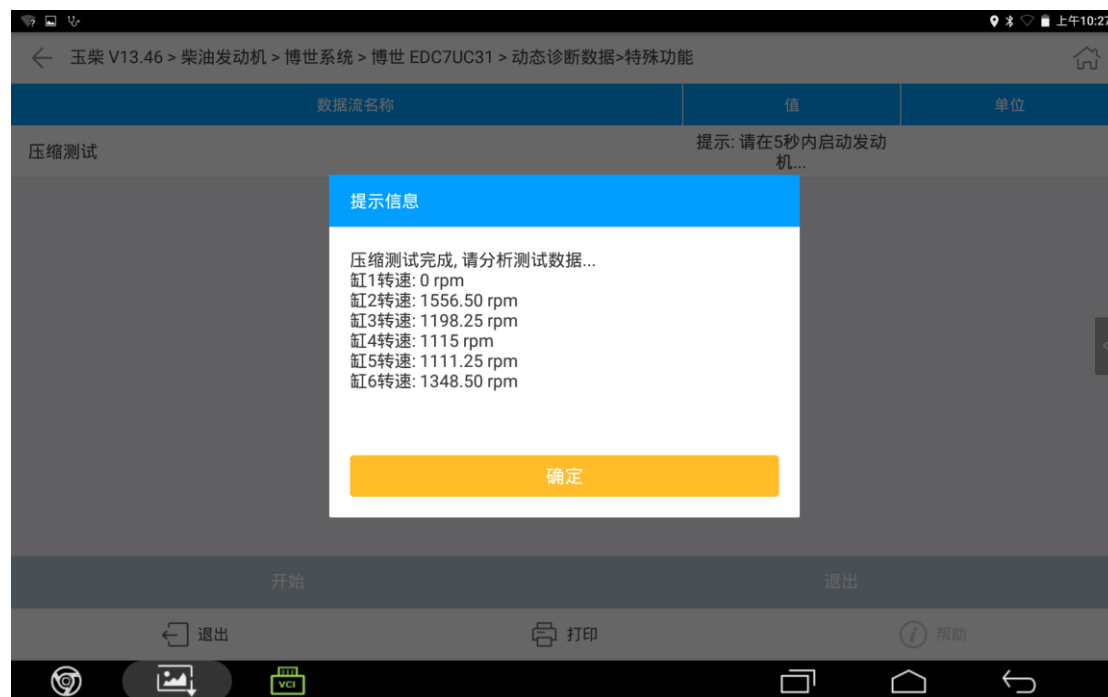 上午10:27
玉柴 V13.46 > 柴油发动机 > 博世系统 > 博世 EDC7UC31 > 动态诊断数据>特殊功能
数据流名称 值 单位
压缩测试
提示: 请在5秒内启动发动
机...
提示信息
压缩测试完成, 请分析测试数据...
缸1转速: 0 rpm
缸2转速: 1556.50 rpm
缸3转速: 1198.25 rpm
缸4转速: 1115 rpm
缸5转速: 1111.25 rpm
缸6转速: 1348.50 rpm
确定
开始 退出
退出 打印 帮助
VCI